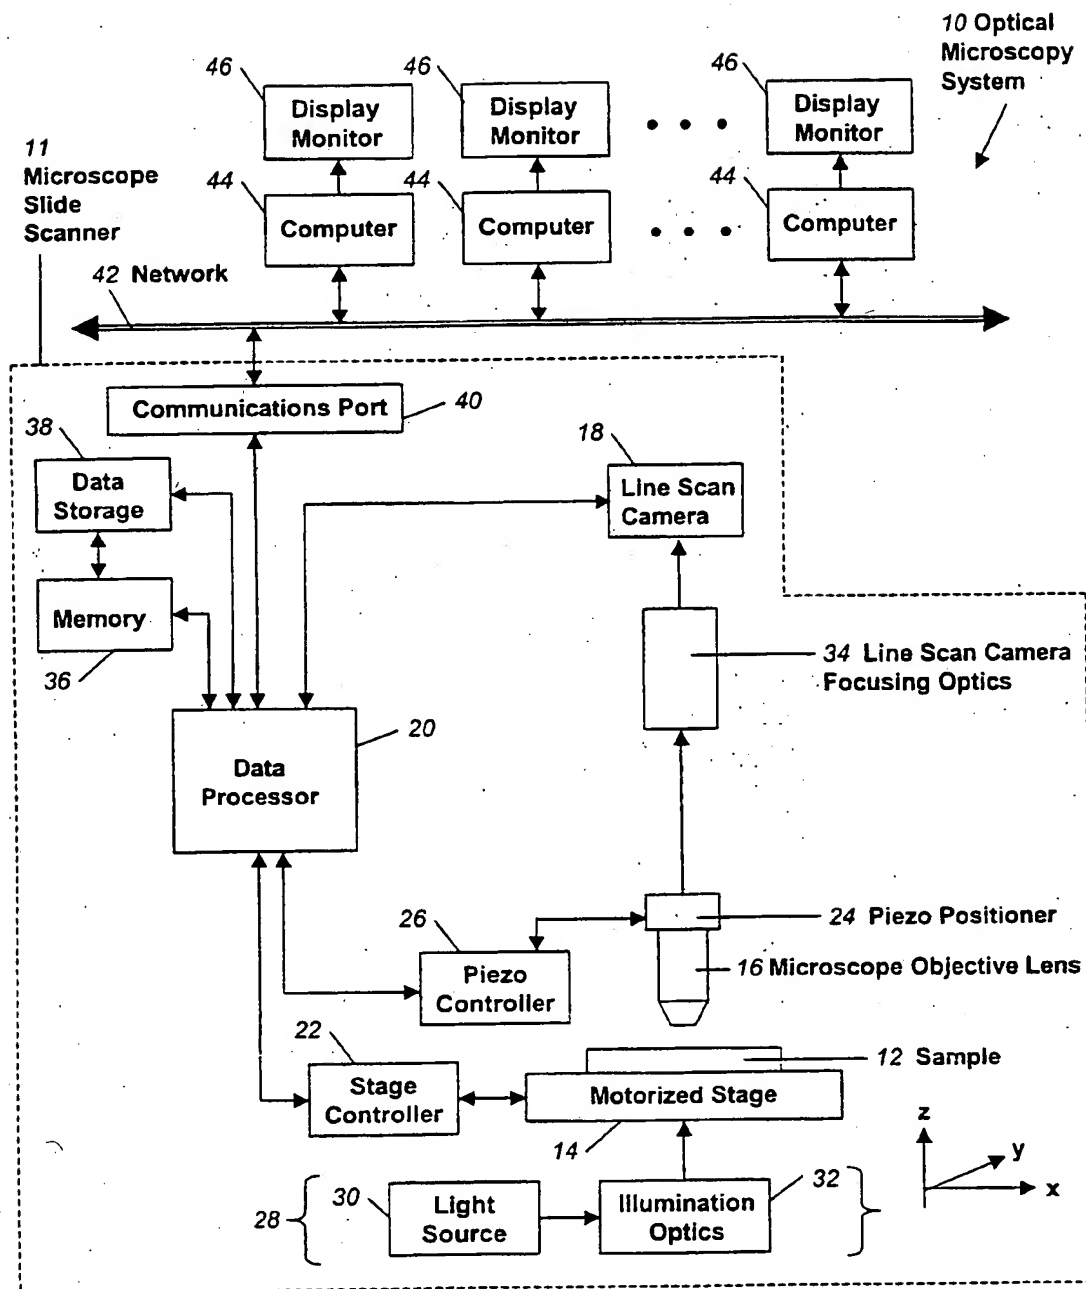 10 Optical
Microscopy
System
46
46
46
Display
Monitor
Display
Monitor
Display
Monitor
11
Microscope
Slide
Scanner
44
44
44
Computer
Computer
Computer
42 Network
Communications Port
40
38
18
Data
Storage
Line Scan
Camera
Memory
36
34 Line Scan Camera
Focusing Optics
20
Data
Processor
24 Piezo Positioner
26
16 Microscope Objective Lens
Piezo
Controller
22
12 Sample
Stage
Controller
Motorized Stage
14
z
y
x
28
30
32
Light
Source
Illumination
Optics